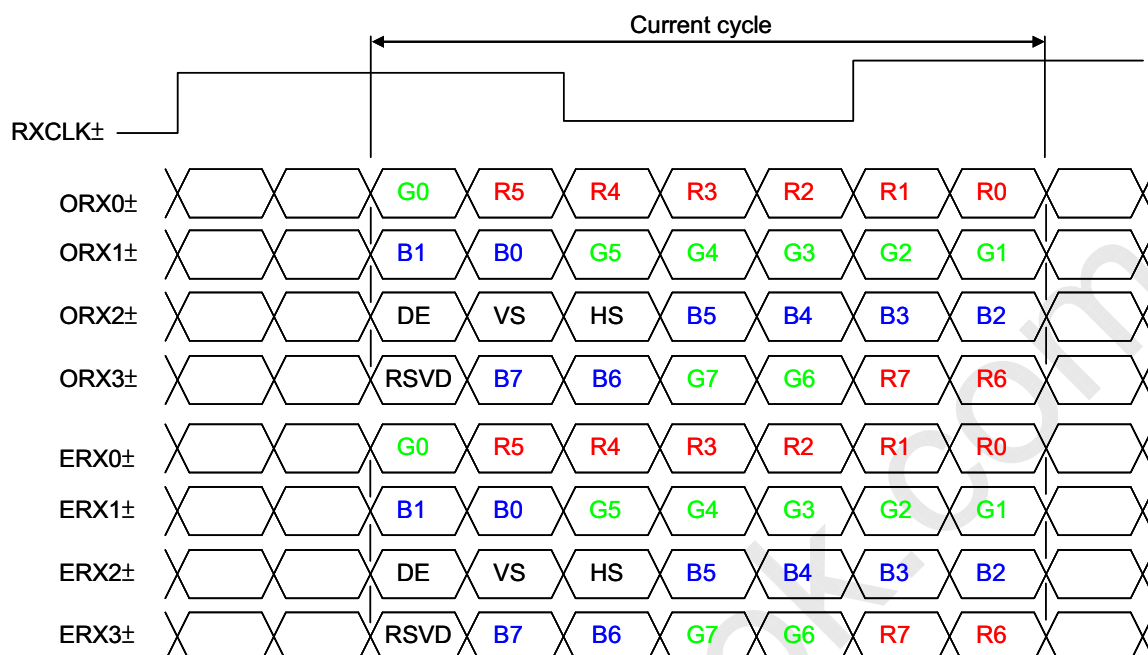 Current cycle
RXCLK±
ORX0± G0 R5 R4 R3 R2 R1 R0
ORX1± B1 B0 G5 G4 G3 G2 G1
ORX2± DE VS HS B5 B4 B3 B2
ORX3± RSVD B7 B6 G7 G6 R7 R6
ERX0± G0 R5 R4 R3 R2 R1 R0
ERX1± B1 B0 G5 G4 G3 G2 G1
ERX2± DE VS HS B5 B4 B3 B2
ERX3± RSVD B7 B6 G7 G6 R7 R6
ok.com